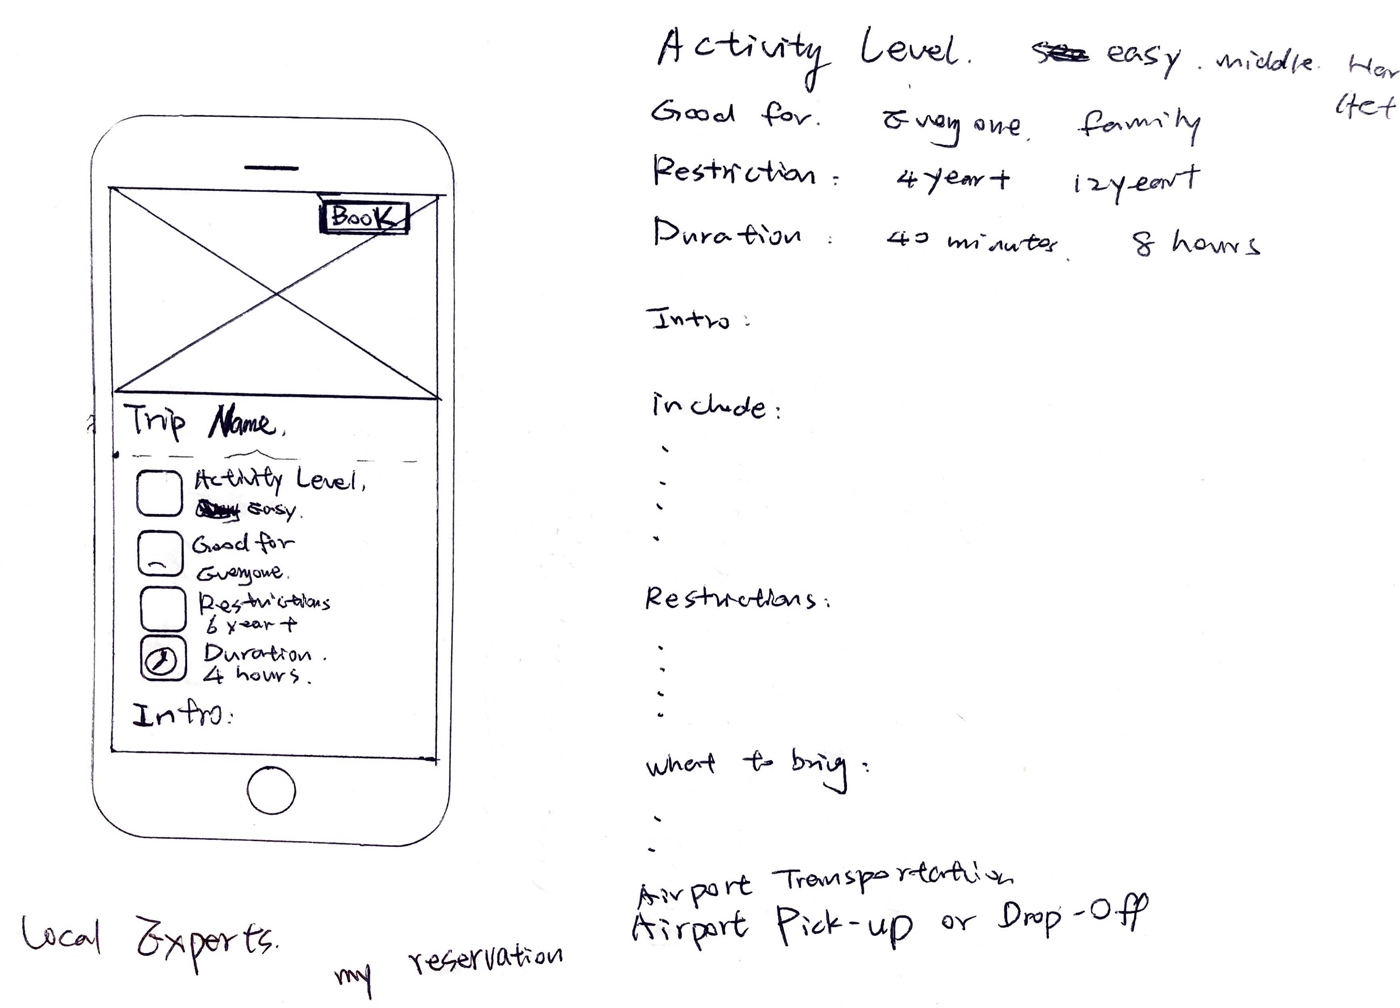 Book
Trip Name.
Activity Level.
Easy.
Good for
Everyone.
Restrictions
6 year +
Duration.
4 hours.
Intro:
Activity Level. easy. middle.
Good for. Everyone. family
Restriction: 4 year + 12 year +
Duration: 40 minutes. 8 hours
Intro:
include:
Restrictions:
what to bring:
Airport Transportation
Airport Pick-up or Drop-Off
Local Experts.
my reservation